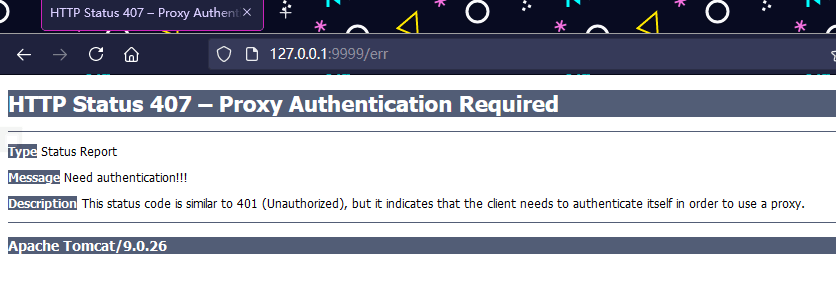 HTTP Status 407 – Proxy Authent
127.0.0.1:9999/err
HTTP Status 407 – Proxy Authentication Required
Type Status Report
Message Need authentication!!!
Description This status code is similar to 401 (Unauthorized), but it indicates that the client needs to authenticate itself in order to use a proxy.
Apache Tomcat/9.0.26